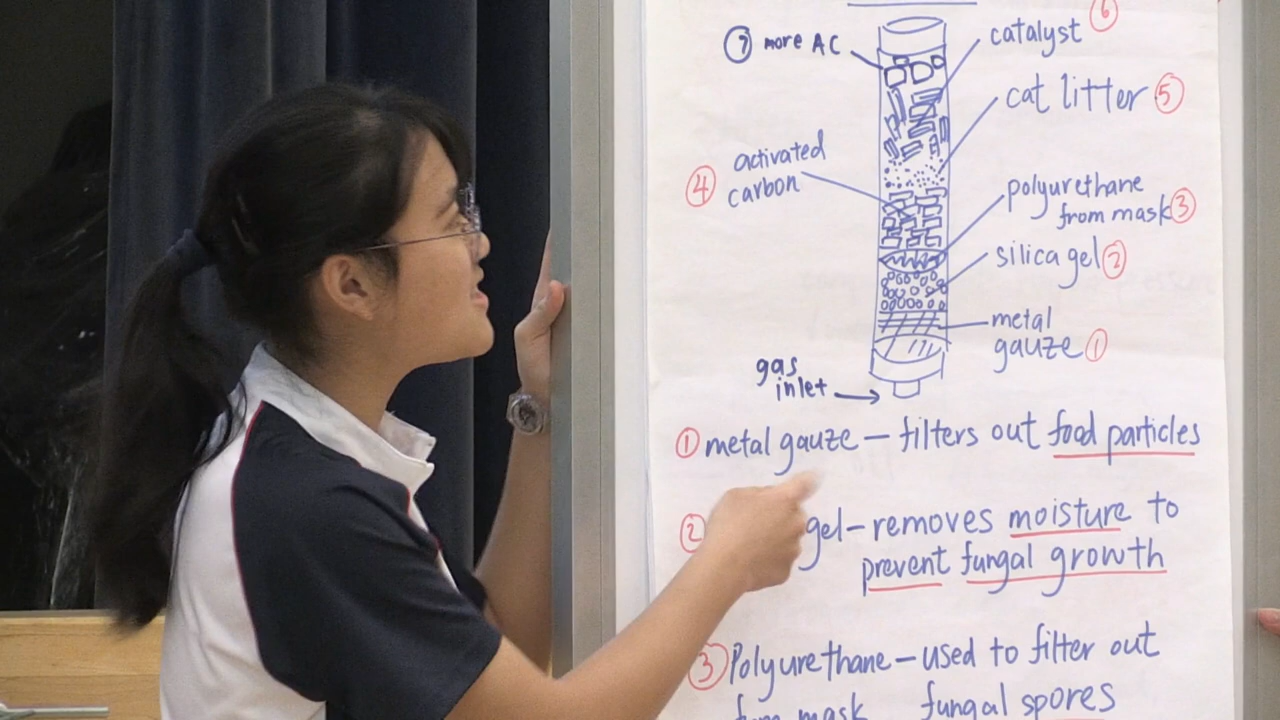 ⑥
⑦ more AC
catalyst
cat litter ⑤
activated
④ carbon
polyurethane
from mask ③
silica gel ②
metal
gauze ①
gas
inlet
① metal gauze – filters out food particles
② gel – removes moisture to
prevent fungal growth
③ Polyurethane – used to filter out
from mask fungal spores